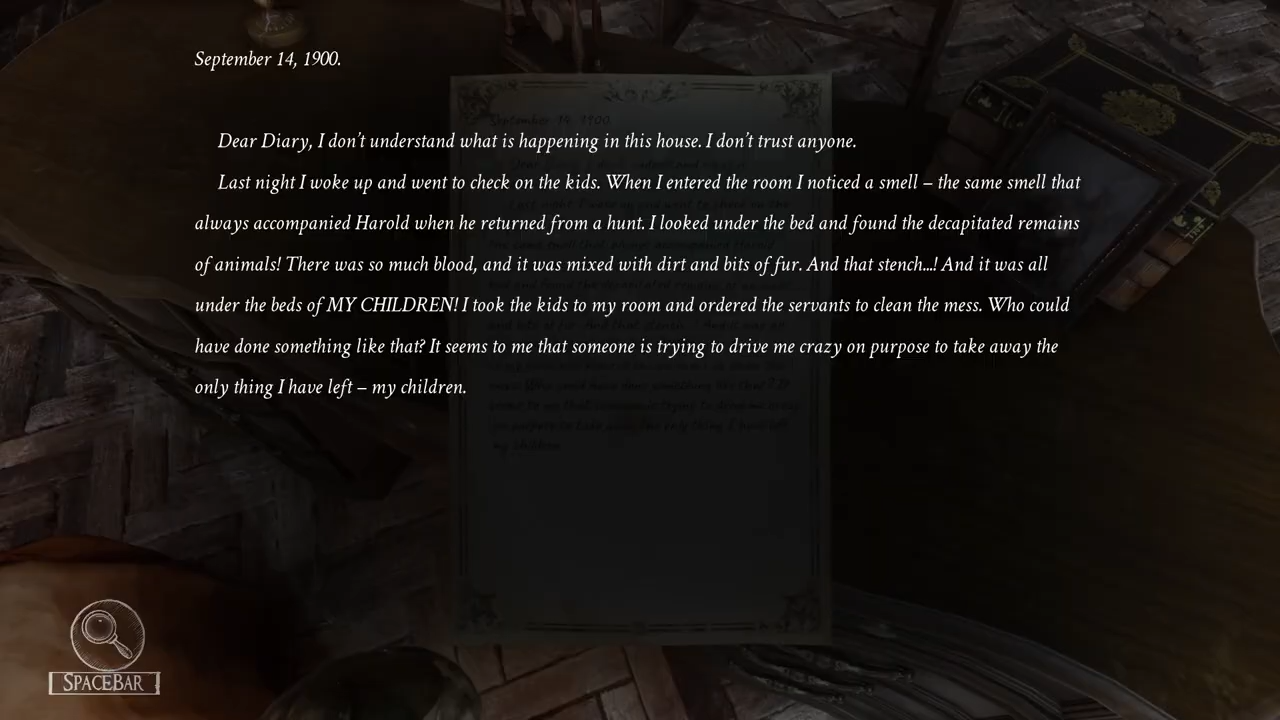 September 14, 1900.
Dear Diary, I don't understand what is happening in this house. I don't trust anyone.
Last night I woke up and went to check on the kids. When I entered the room I noticed a smell – the same smell that
always accompanied Harold when he returned from a hunt. I looked under the bed and found the decapitated remains
of animals! There was so much blood, and it was mixed with dirt and bits of fur. And that stench...! And it was all
under the beds of MY CHILDREN! I took the kids to my room and ordered the servants to clean the mess. Who could
have done something like that? It seems to me that someone is trying to drive me crazy on purpose to take away the
only thing I have left – my children.
SPACEBAR